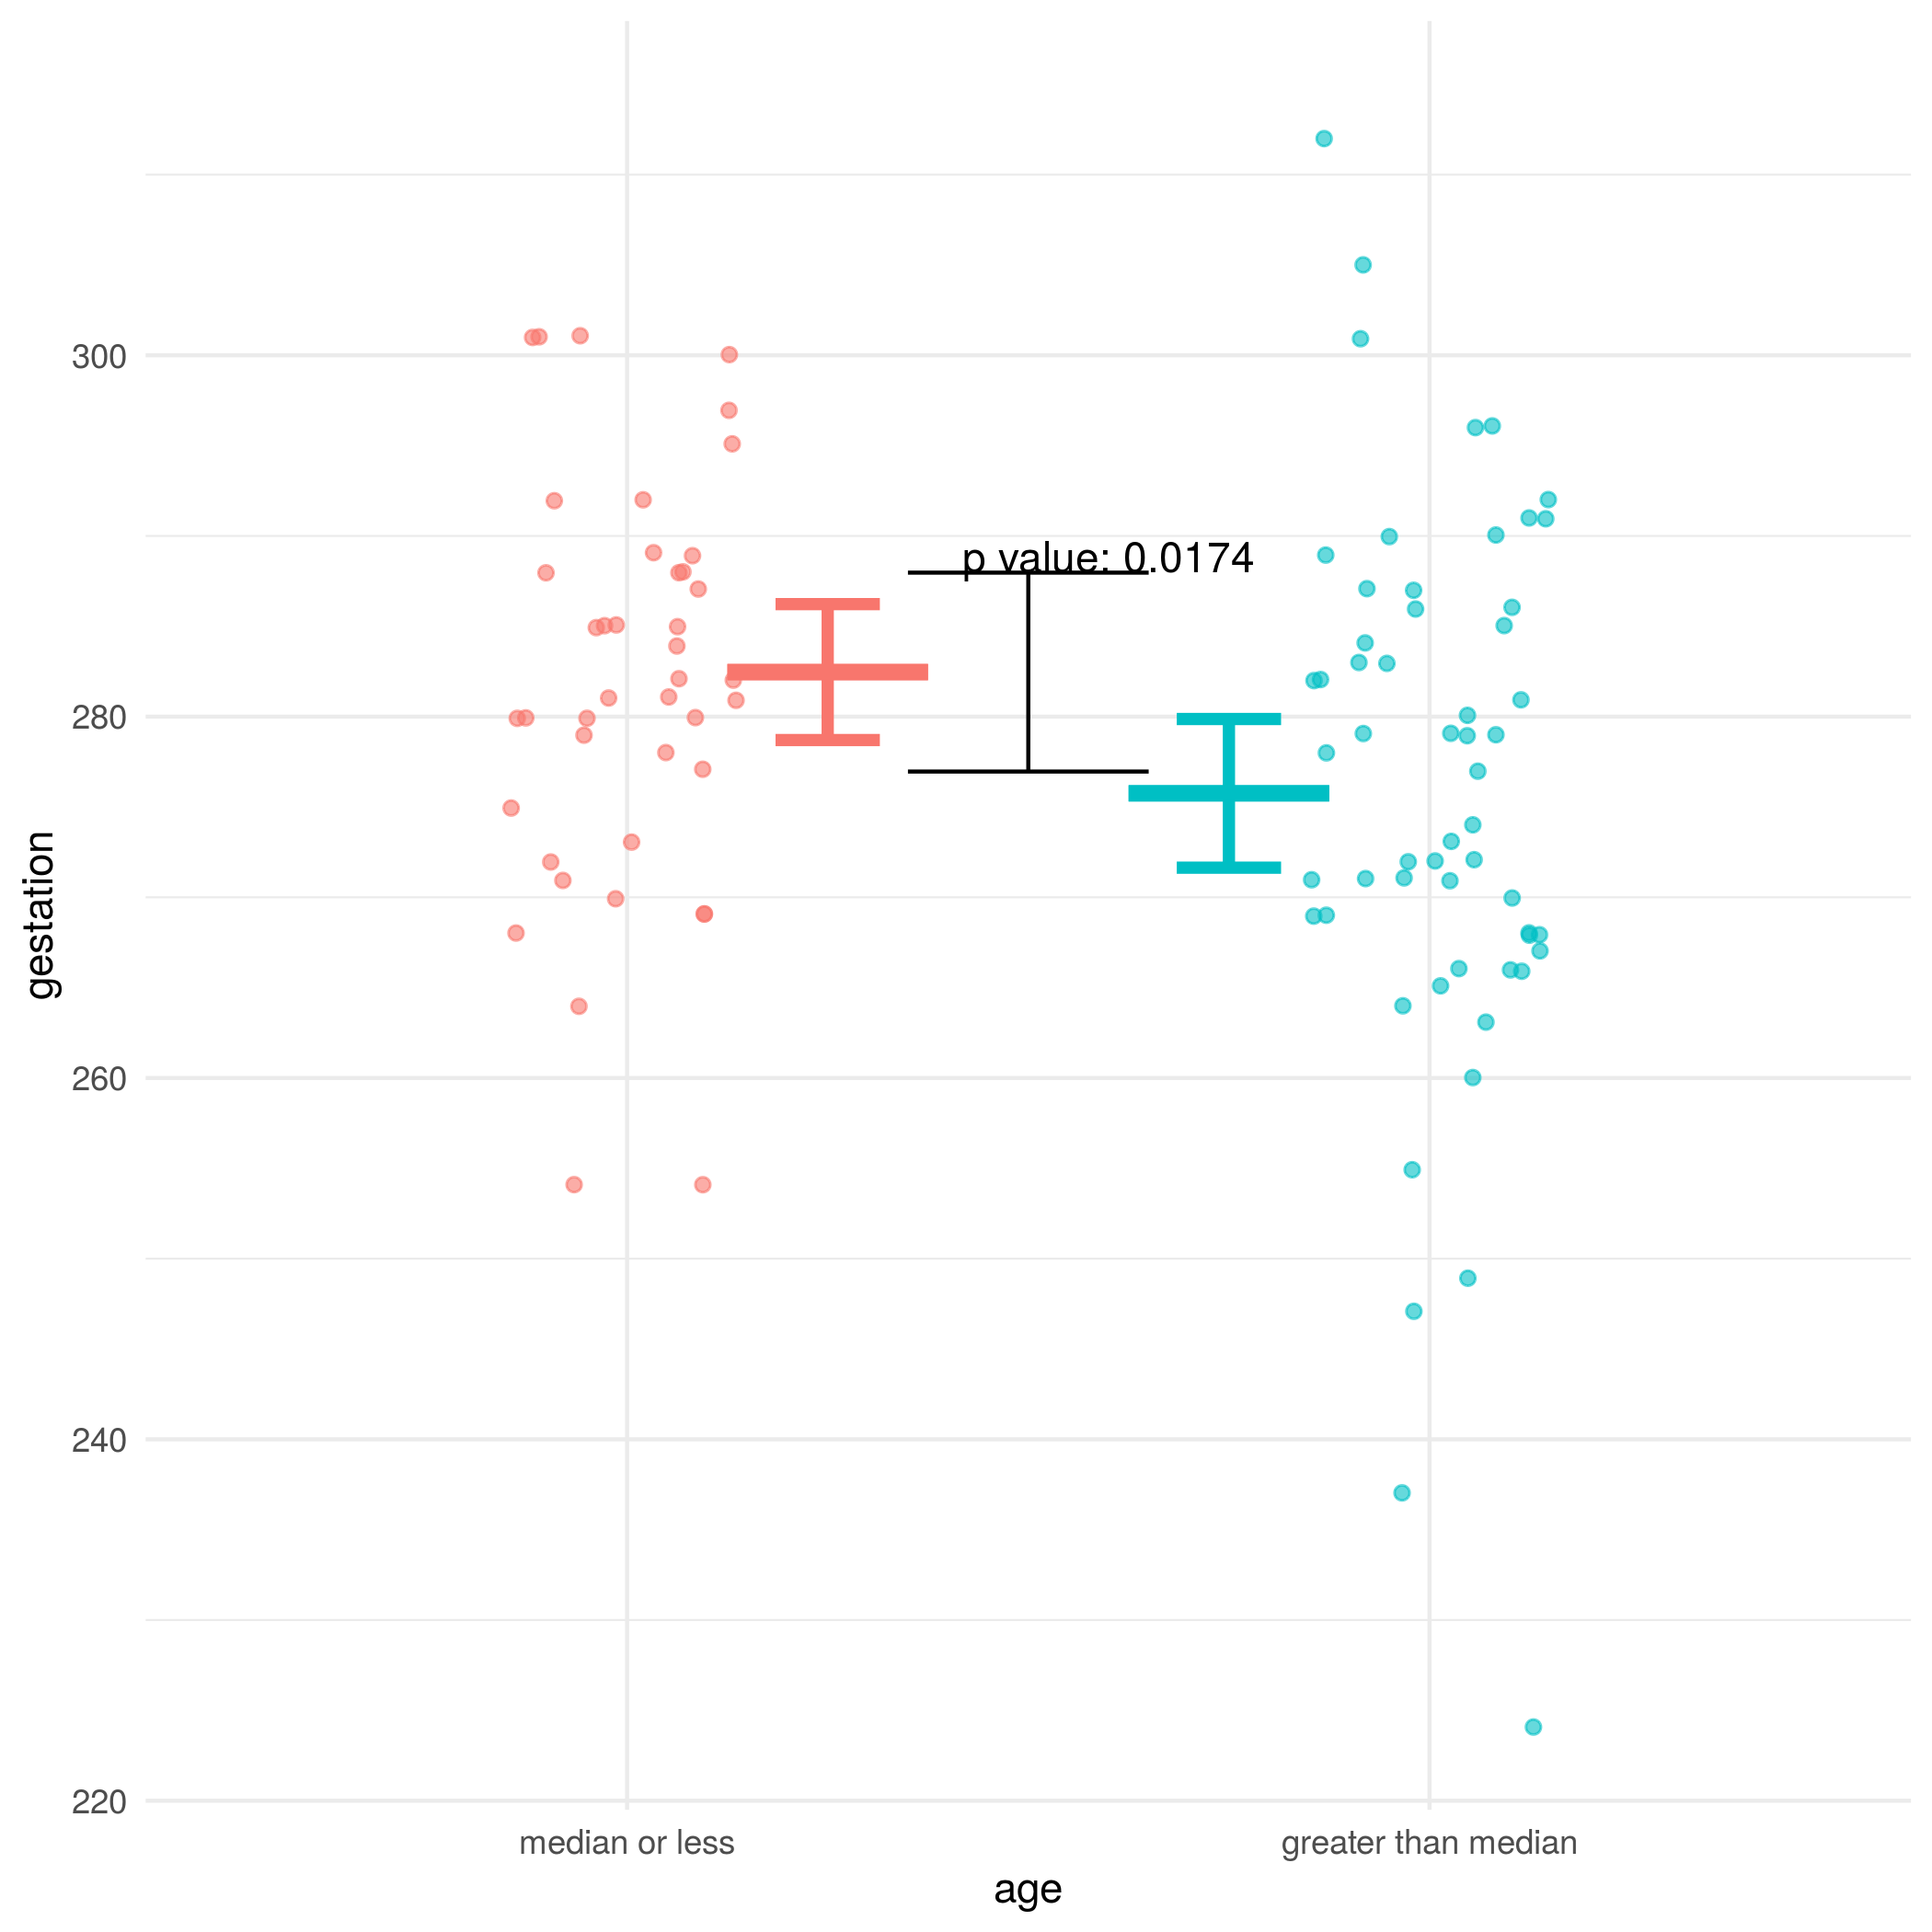 p value: 0.0174
300
280
260
240
220
gestation
median or less
greater than median
age